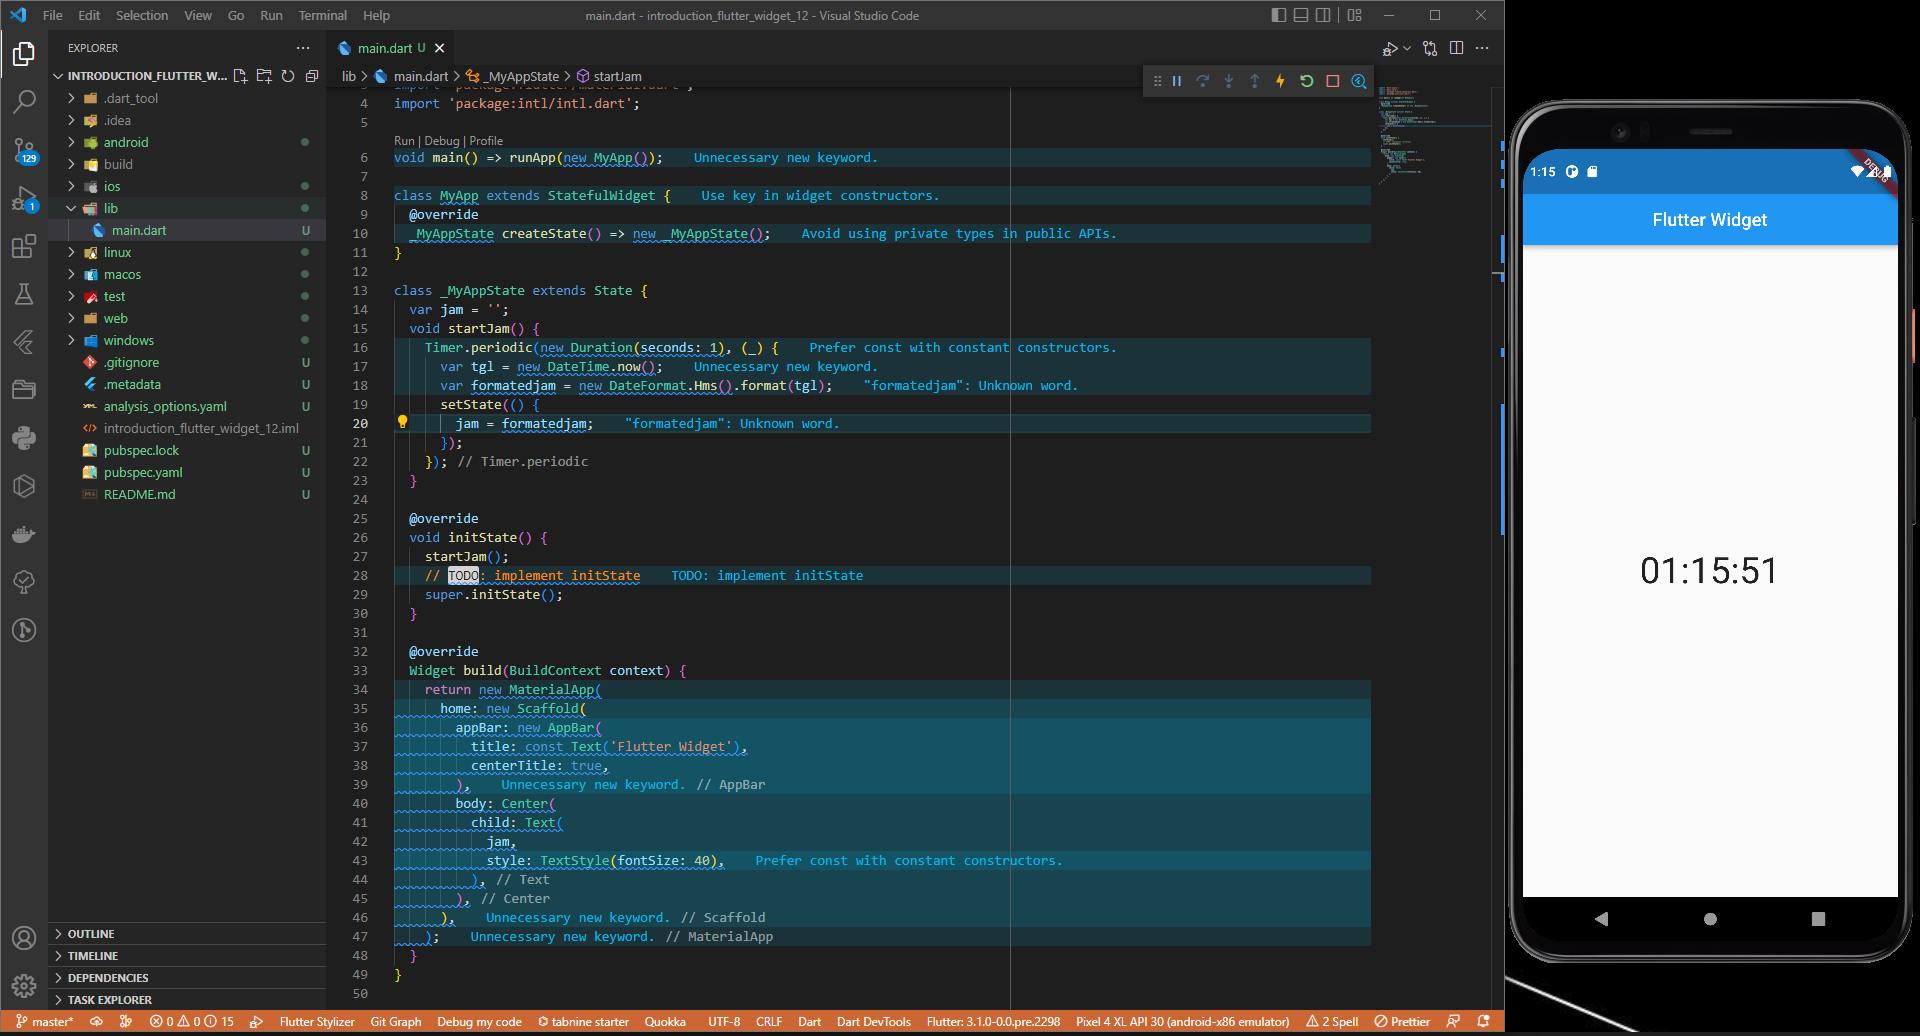 File Edit Selection View Go Run Terminal Help
main.dart - introduction_flutter_widget_12 - Visual Studio Code
EXPLORER
INTRODUCTION_FLUTTER_W...
.dart_tool
.idea
android
build
ios
lib
main.dart U
linux
macos
test
web
windows
.gitignore U
.metadata U
analysis_options.yaml U
introduction_flutter_widget_12.iml
pubspec.lock U
pubspec.yaml U
README.md U
OUTLINE
TIMELINE
DEPENDENCIES
TASK EXPLORER
129
1
main.dart U
lib > main.dart > _MyAppState > startJam
4 import 'package:intl/intl.dart';
5
Run | Debug | Profile
6 void main() => runApp(new MyApp()); Unnecessary new keyword.
7
8 class MyApp extends StatefulWidget { Use key in widget constructors.
9 @override
10 _MyAppState createState() => new _MyAppState(); Avoid using private types in public APIs.
11 }
12
13 class _MyAppState extends State {
14 var jam = '';
15 void startJam() {
16 Timer.periodic(new Duration(seconds: 1), (_) { Prefer const with constant constructors.
17 var tgl = new DateTime.now(); Unnecessary new keyword.
18 var formatedjam = new DateFormat.Hms().format(tgl); "formatedjam": Unknown word.
19 setState(() {
20 jam = formatedjam; "formatedjam": Unknown word.
21 });
22 }); // Timer.periodic
23 }
24
25 @override
26 void initState() {
27 startJam();
28 // TODO: implement initState TODO: implement initState
29 super.initState();
30 }
31
32 @override
33 Widget build(BuildContext context) {
34 return new MaterialApp(
35 home: new Scaffold(
36 appBar: new AppBar(
37 title: const Text('Flutter Widget'),
38 centerTitle: true,
39 ), Unnecessary new keyword. // AppBar
40 body: Center(
41 child: Text(
42 jam,
43 style: TextStyle(fontSize: 40), Prefer const with constant constructors.
44 ), // Text
45 ), // Center
46 ), Unnecessary new keyword. // Scaffold
47 ); Unnecessary new keyword. // MaterialApp
48 }
49 }
50
master* 0 0 15 Flutter Stylizer Git Graph Debug my code tabnine starter Quokka UTF-8 CRLF Dart Dart DevTools Flutter: 3.1.0-0.0.pre.2298 Pixel 4 XL API 30 (android-x86 emulator) 2 Spell Prettier
1:15
DEBUG
Flutter Widget
01:15:51